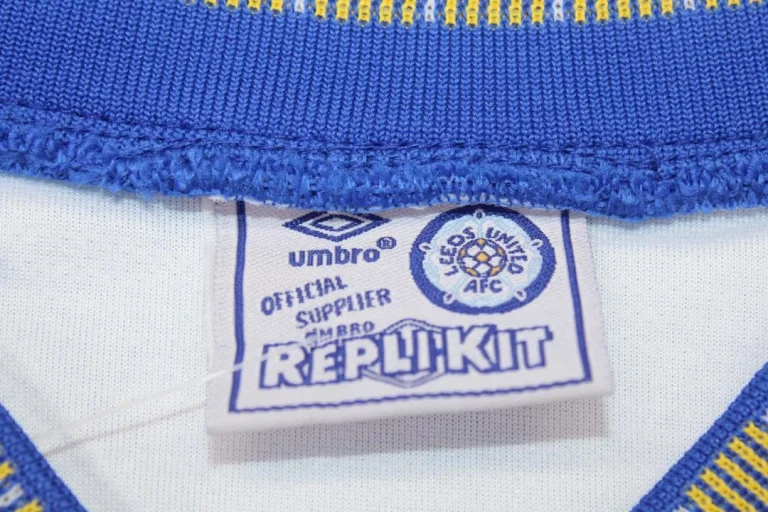 umbro®
LEEDS UNITED
AFC
OFFICIAL
SUPPLIER
UMBRO
REPLI·KIT